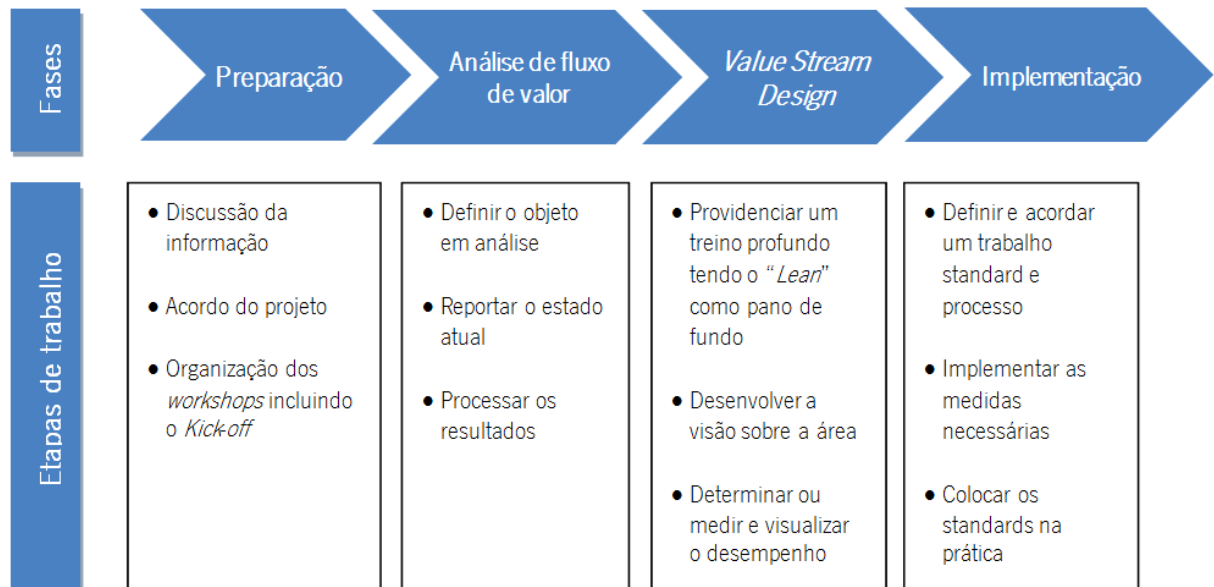 Fases
Preparação
Análise de fluxo
de valor
Value Stream
Design
Implementação
Etapas de trabalho
• Discussão da
informação
• Acordo do projeto
• Organização dos
workshops incluindo
o Kick-off
• Definir o objeto
em análise
• Reportar o estado
atual
• Processar os
resultados
• Providenciar um
treino profundo
tendo o “Lean”
como pano de
fundo
• Desenvolver a
visão sobre a área
• Determinar ou
medir e visualizar
o desempenho
• Definir e acordar
um trabalho
standard e
processo
• Implementar as
medidas
necessárias
• Colocar os
standards na
prática